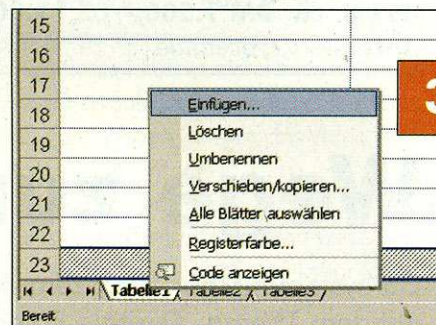 15
16
17
18
19
20
21
22
23
3
Einfügen...
Löschen
Umbenennen
Verschieben/kopieren...
Alle Blätter auswählen
Registerfarbe...
Code anzeigen
Tabelle1 Tabelle2 Tabelle3
Bereit